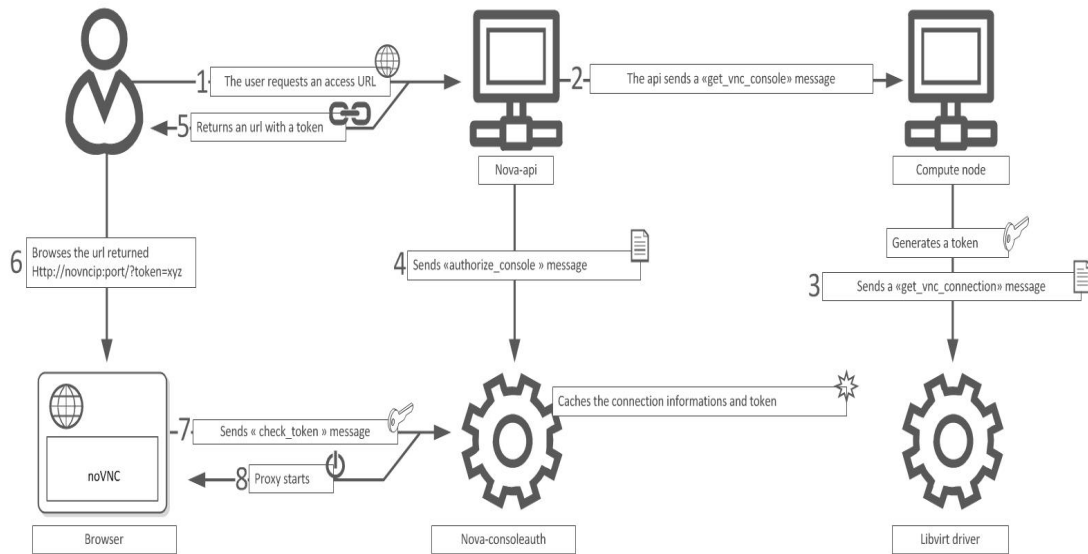 1
The user requests an access URL
2
The api sends a «get_vnc_console» message
5
Returns an url with a token
Nova-api
Compute node
6
Browses the url returned
Http://novncip:port/?token=xyz
4
Sends «authorize_console » message
Generates a token
3
Sends a «get_vnc_connection» message
Caches the connection informations and token
7
Sends « check_token » message
8
Proxy starts
noVNC
Browser
Nova-consoleauth
Libvirt driver